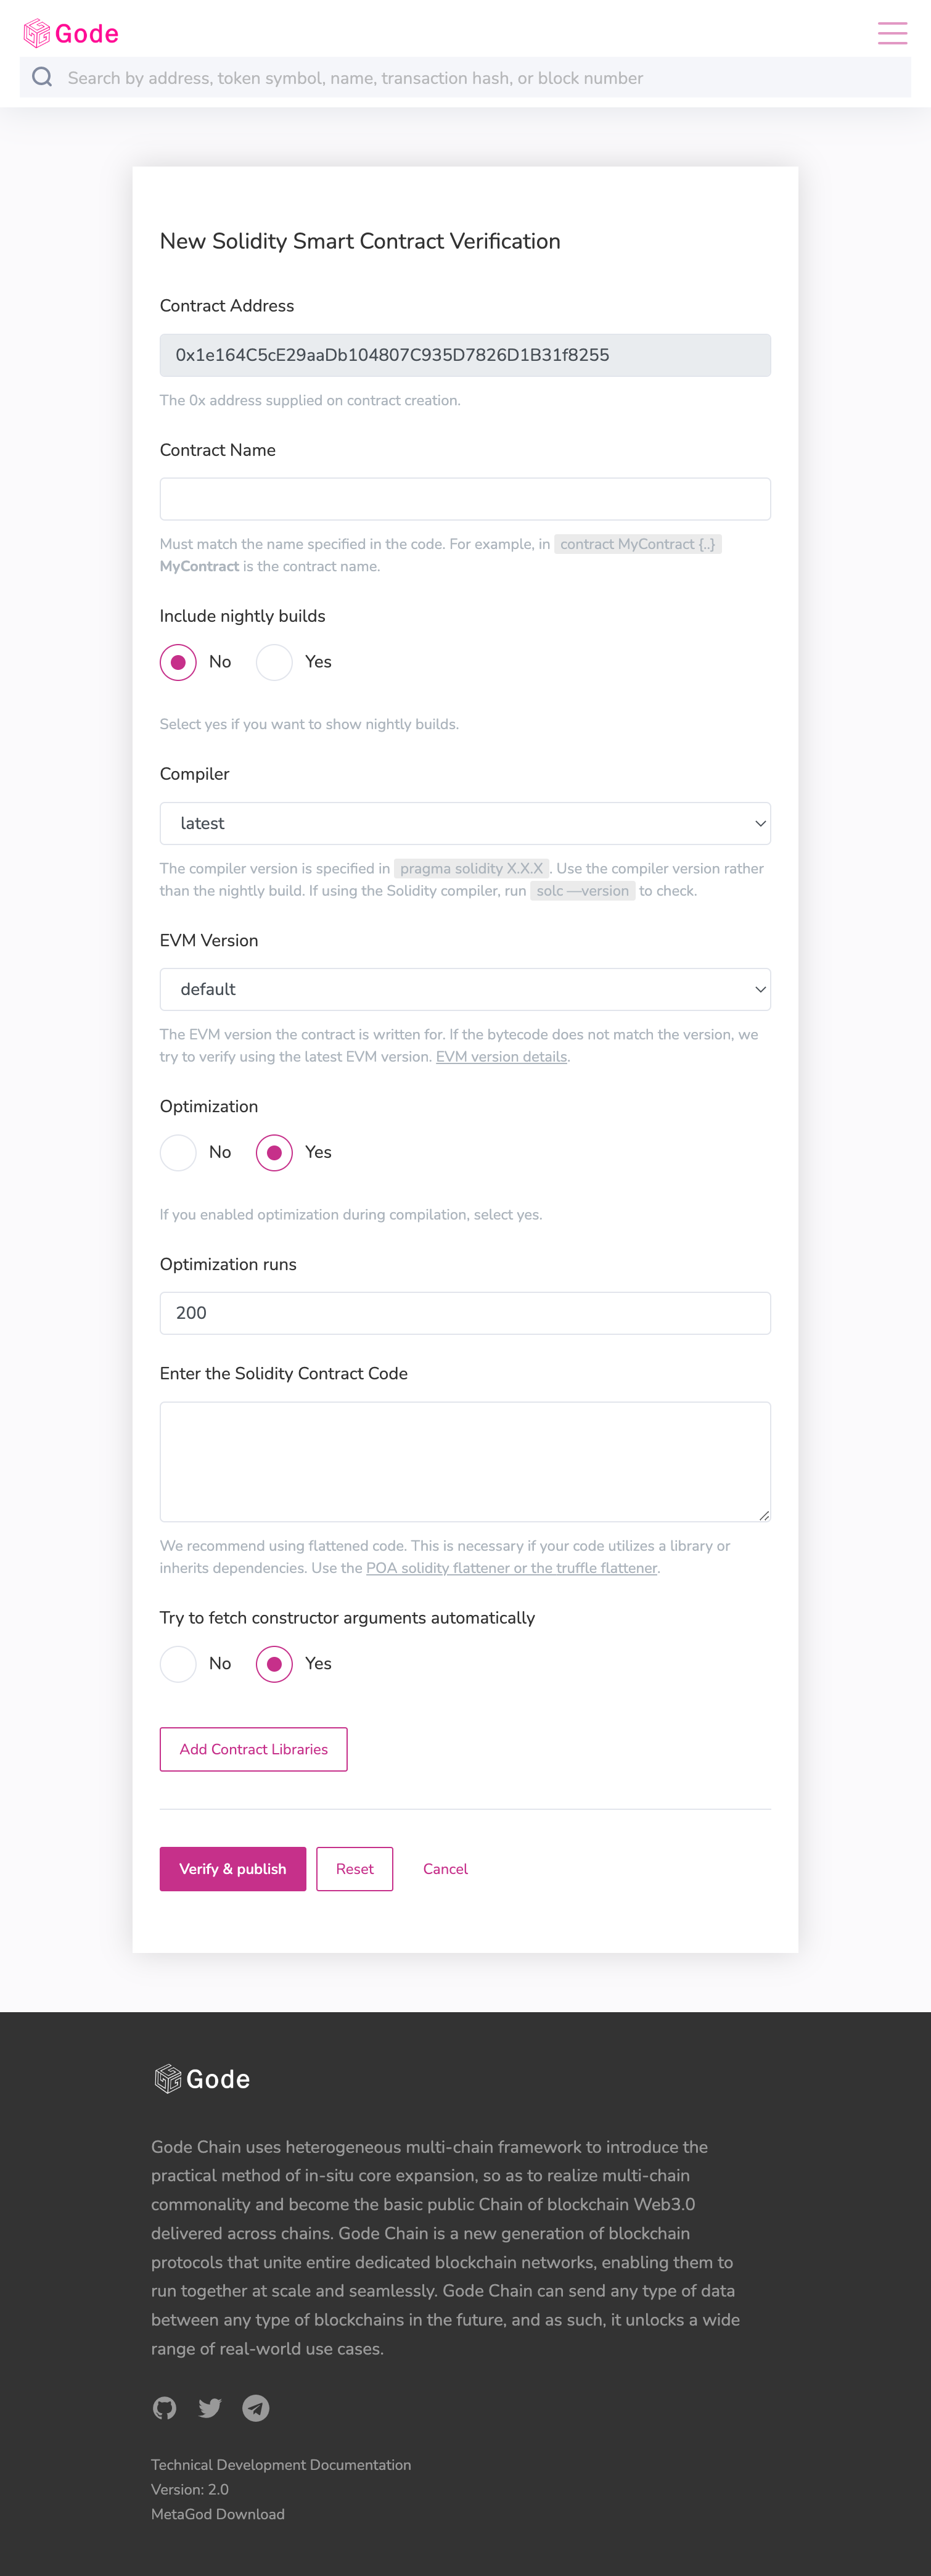 Gode
Search by address, token symbol, name, transaction hash, or block number
New Solidity Smart Contract Verification
Contract Address
0x1e164C5cE29aaDb104807C935D7826D1B31f8255
The 0x address supplied on contract creation.
Contract Name
Must match the name specified in the code. For example, in contract MyContract {..}
MyContract is the contract name.
Include nightly builds
No Yes
Select yes if you want to show nightly builds.
Compiler
latest
The compiler version is specified in pragma solidity X.X.X . Use the compiler version rather
than the nightly build. If using the Solidity compiler, run solc —version to check.
EVM Version
default
The EVM version the contract is written for. If the bytecode does not match the version, we
try to verify using the latest EVM version. EVM version details.
Optimization
No Yes
If you enabled optimization during compilation, select yes.
Optimization runs
200
Enter the Solidity Contract Code
We recommend using flattened code. This is necessary if your code utilizes a library or
inherits dependencies. Use the POA solidity flattener or the truffle flattener.
Try to fetch constructor arguments automatically
No Yes
Add Contract Libraries
Verify & publish Reset Cancel
Gode
Gode Chain uses heterogeneous multi-chain framework to introduce the
practical method of in-situ core expansion, so as to realize multi-chain
commonality and become the basic public Chain of blockchain Web3.0
delivered across chains. Gode Chain is a new generation of blockchain
protocols that unite entire dedicated blockchain networks, enabling them to
run together at scale and seamlessly. Gode Chain can send any type of data
between any type of blockchains in the future, and as such, it unlocks a wide
range of real-world use cases.
Technical Development Documentation
Version: 2.0
MetaGod Download